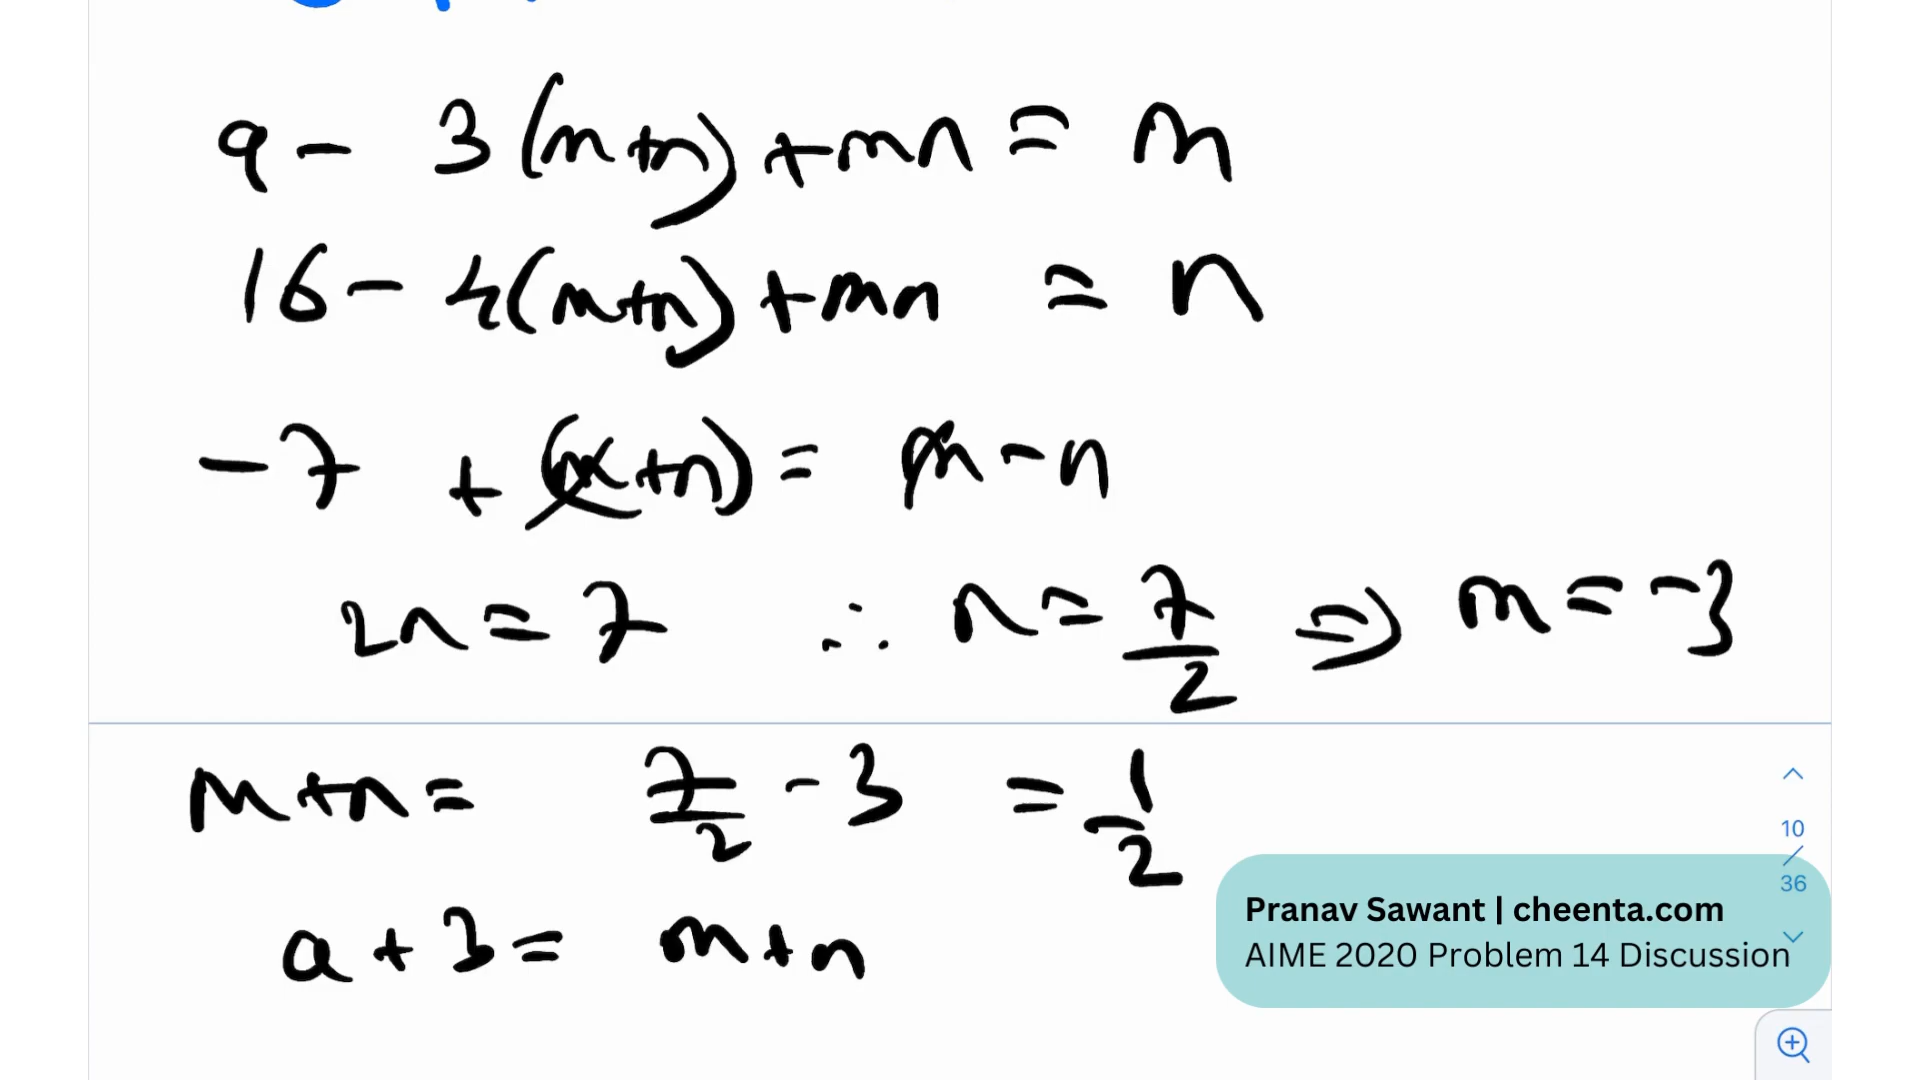 9 - 3(m+n) + mn = m
16 - 4(m+n) + mn = n
-7 + (m+n) = m - n
2n = 7 ∴ n = 7/2 ⇒ m = -3
m+n = 7/2 - 3 = 1/2
a + 3 = m+n
10
/
36
Pranav Sawant | cheenta.com
AIME 2020 Problem 14 Discussion